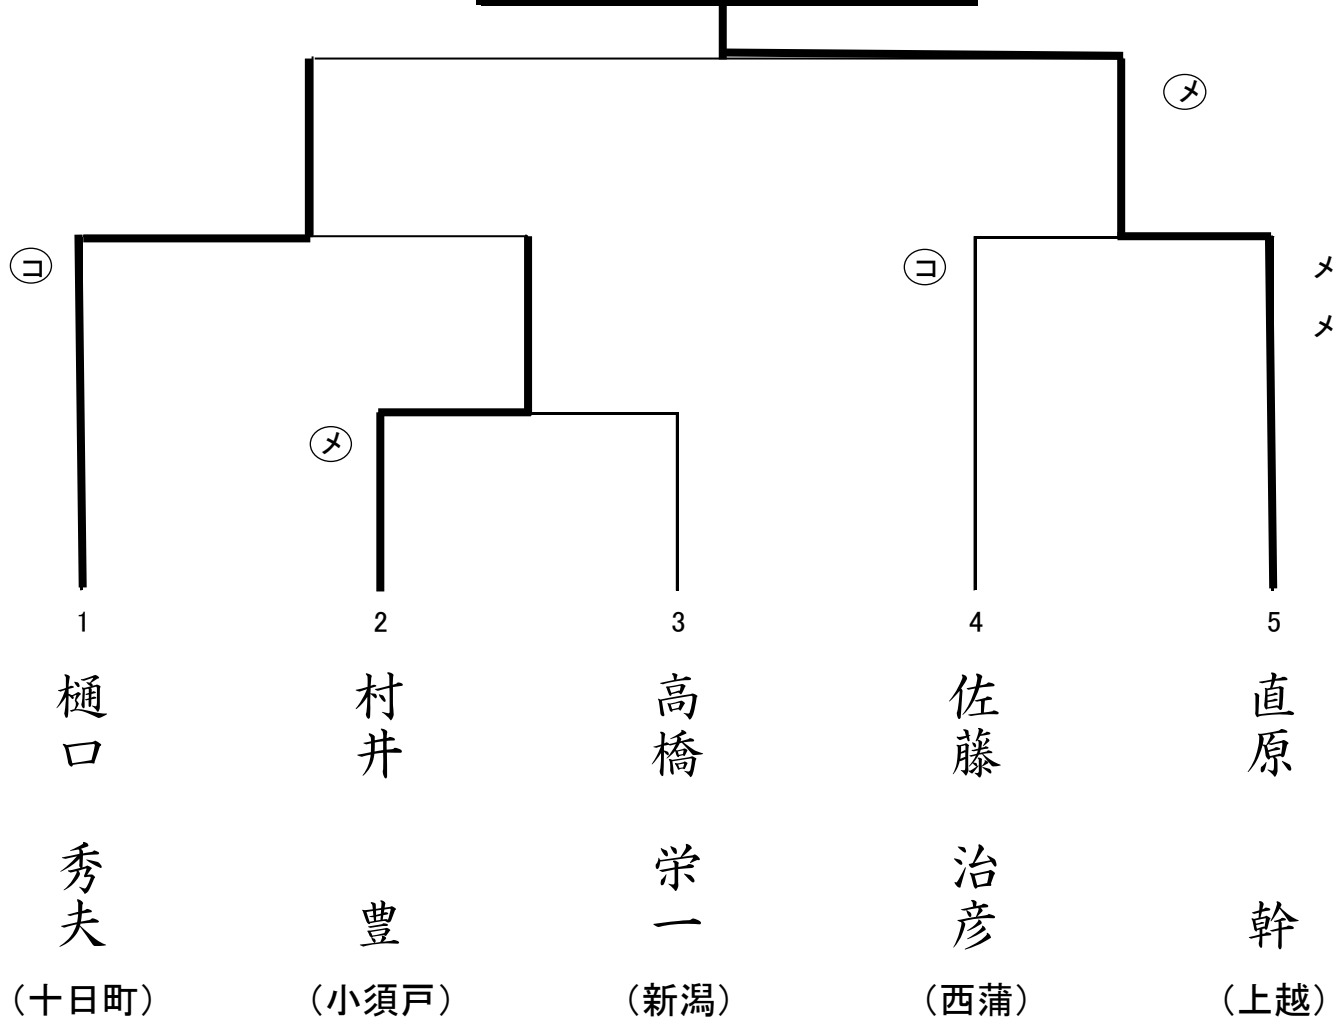 ㋱
㋙
㋙
メ
メ
㋱
1
2
3
4
5
樋口 秀夫
村井 豊
高橋 栄一
佐藤 治彦
直原 幹
（十日町）
（小須戸）
（新潟）
（西蒲）
（上越）